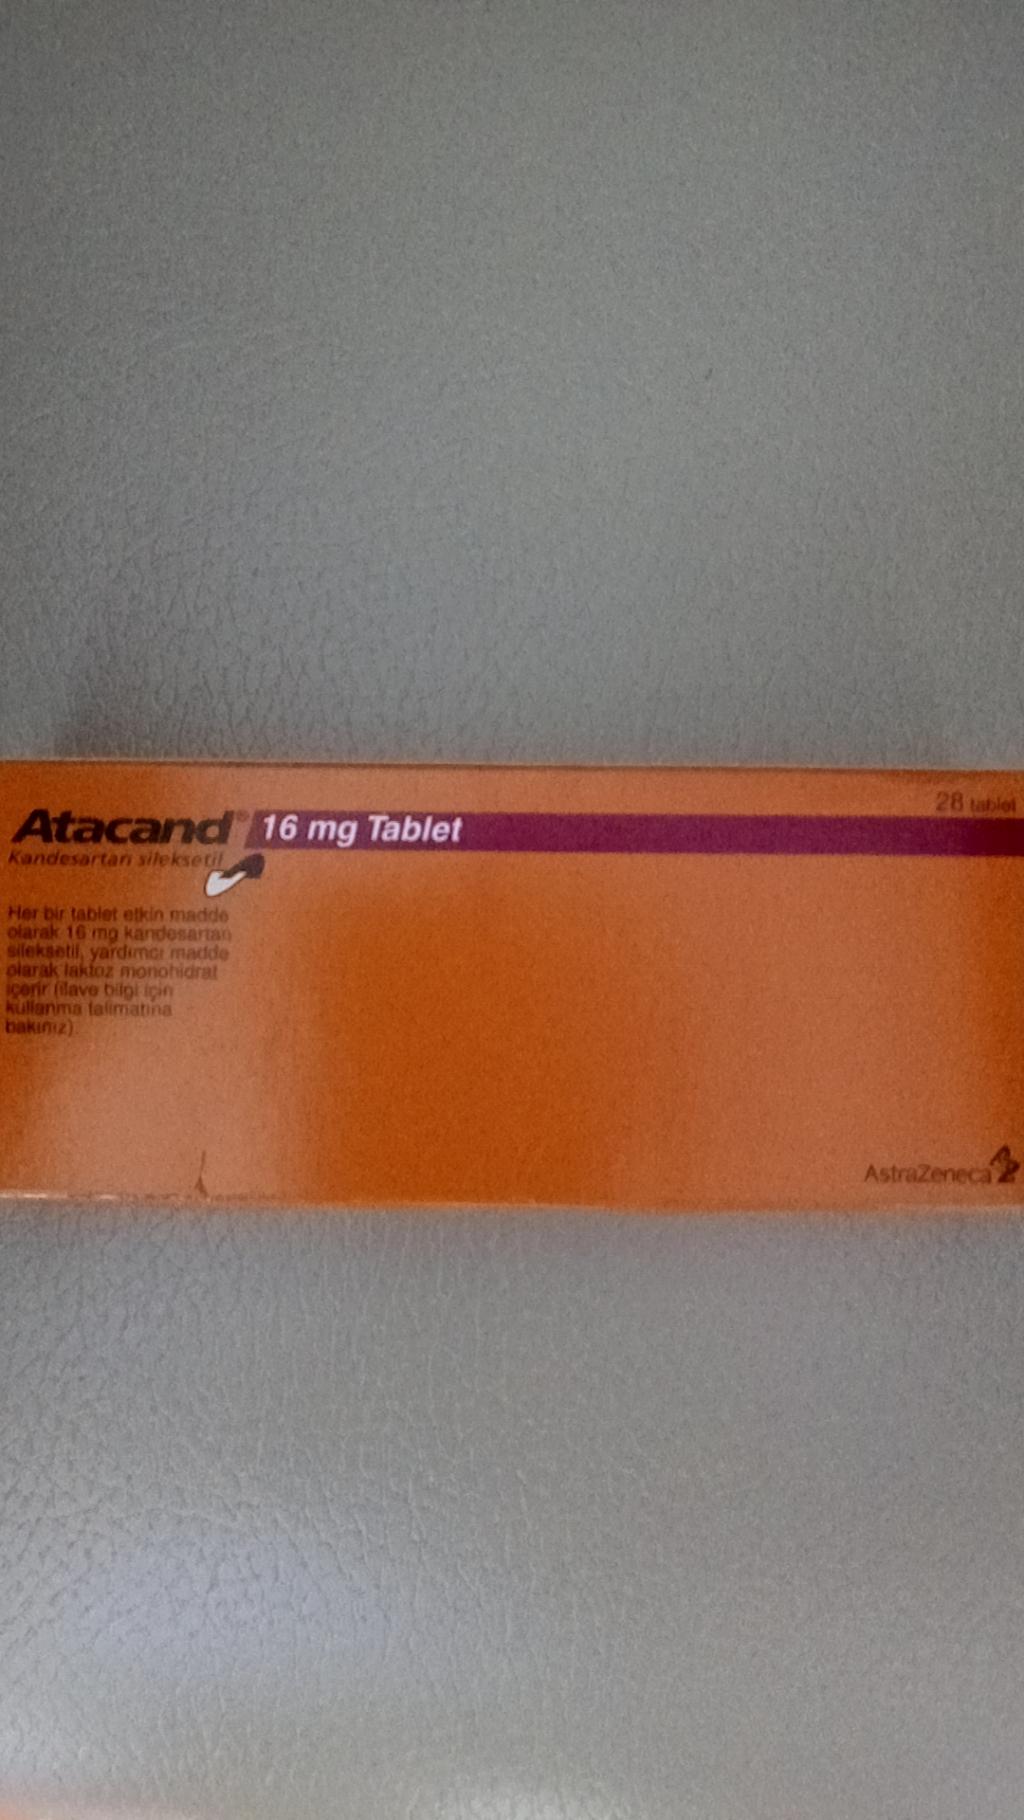 28 tablet
Atacand® 16 mg Tablet
Kandesartan sileksetil
Her bir tablet etkin madde
olarak 16 mg kandesartan
sileksetil, yardımcı madde
olarak laktoz monohidrat
içerir (ilave bilgi için
kullanma talimatına
bakınız)
AstraZeneca